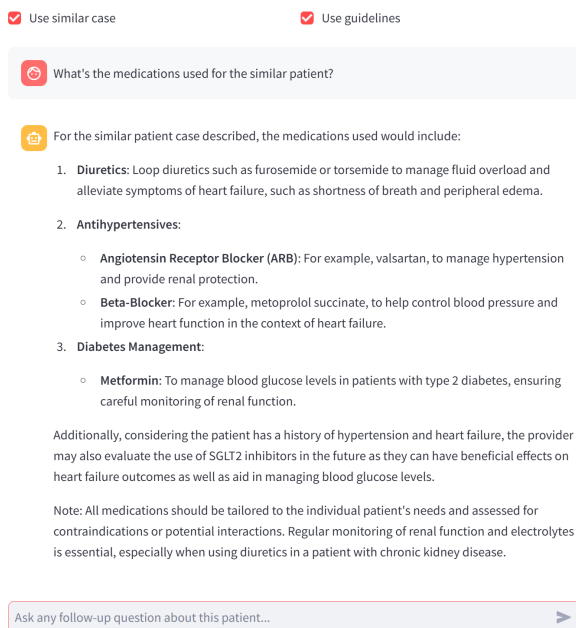 Use similar case
Use guidelines
What's the medications used for the similar patient?
For the similar patient case described, the medications used would include:
1. Diuretics: Loop diuretics such as furosemide or torsemide to manage fluid overload and
alleviate symptoms of heart failure, such as shortness of breath and peripheral edema.
2. Antihypertensives:
○ Angiotensin Receptor Blocker (ARB): For example, valsartan, to manage hypertension
and provide renal protection.
○ Beta-Blocker: For example, metoprolol succinate, to help control blood pressure and
improve heart function in the context of heart failure.
3. Diabetes Management:
○ Metformin: To manage blood glucose levels in patients with type 2 diabetes, ensuring
careful monitoring of renal function.
Additionally, considering the patient has a history of hypertension and heart failure, the provider
may also evaluate the use of SGLT2 inhibitors in the future as they can have beneficial effects on
heart failure outcomes as well as aid in managing blood glucose levels.
Note: All medications should be tailored to the individual patient's needs and assessed for
contraindications or potential interactions. Regular monitoring of renal function and electrolytes
is essential, especially when using diuretics in a patient with chronic kidney disease.
Ask any follow-up question about this patient...